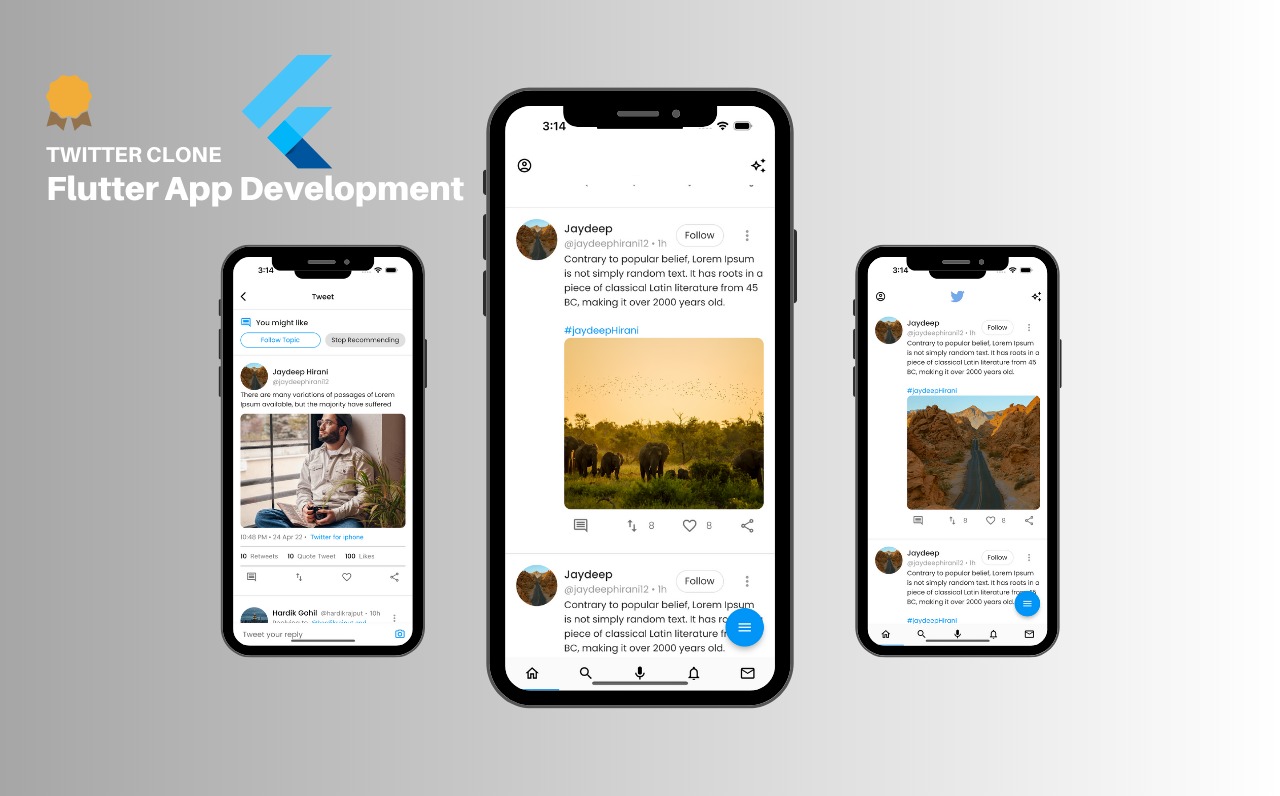 TWITTER CLONE
Flutter App Development
3:14
Tweet
You might like
Follow Topic
Stop Recommending
Jaydeep Hirani
@jaydeephirani12
There are many variations of passages of Lorem
Ipsum available, but the majority have suffered
10:48 PM • 24 Apr 22 • Twitter for iphone
10 Retweets 10 Quote Tweet 100 Likes
Hardik Gohil @hardikrajput • 10h
Tweet your reply
3:14
Jaydeep
@jaydeephirani12 • 1h
Follow
Contrary to popular belief, Lorem Ipsum
is not simply random text. It has roots in a
piece of classical Latin literature from 45
BC, making it over 2000 years old.
#jaydeepHirani
8
8
Jaydeep
@jaydeephirani12 • 1h
Follow
Contrary to popular belief, Lorem Ipsum
is not simply random text. It has roots
piece of classical Latin literature
BC, making it over 2000 years old.
3:14
Jaydeep
@jaydeephirani12 • 1h
Follow
Contrary to popular belief, Lorem Ipsum
is not simply random text. It has roots in a
piece of classical Latin literature from 45
BC, making it over 2000 years old.
#jaydeepHirani
8
8
Jaydeep
@jaydeephirani12 • 1h
Follow
Contrary to popular belief, Lorem Ipsum
is not simply random text. It has roots in a
piece of classical Latin literature
BC, making it over 2000 years old.
#jaydeepHirani